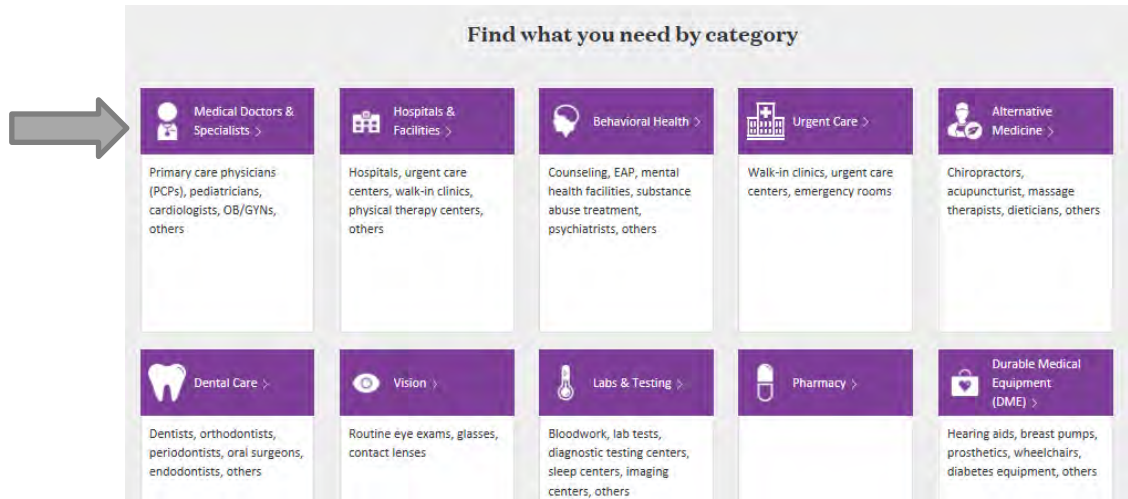 Find what you need by category
Medical Doctors &
Specialists >
Primary care physicians
(PCPs), pediatricians,
cardiologists, OB/GYNs,
others
Hospitals &
Facilities >
Hospitals, urgent care
centers, walk-in clinics,
physical therapy centers,
others
Behavioral Health >
Counseling, EAP, mental
health facilities, substance
abuse treatment,
psychiatrists, others
Urgent Care >
Walk-in clinics, urgent care
centers, emergency rooms
Alternative
Medicine >
Chiropractors,
acupuncturist, massage
therapists, dieticians, others
Dental Care >
Dentists, orthodontists,
periodontists, oral surgeons,
endodontists, others
Vision >
Routine eye exams, glasses,
contact lenses
Labs & Testing >
Bloodwork, lab tests,
diagnostic testing centers,
sleep centers, imaging
centers, others
Pharmacy >
Durable Medical
Equipment
(DME) >
Hearing aids, breast pumps,
prosthetics, wheelchairs,
diabetes equipment, others